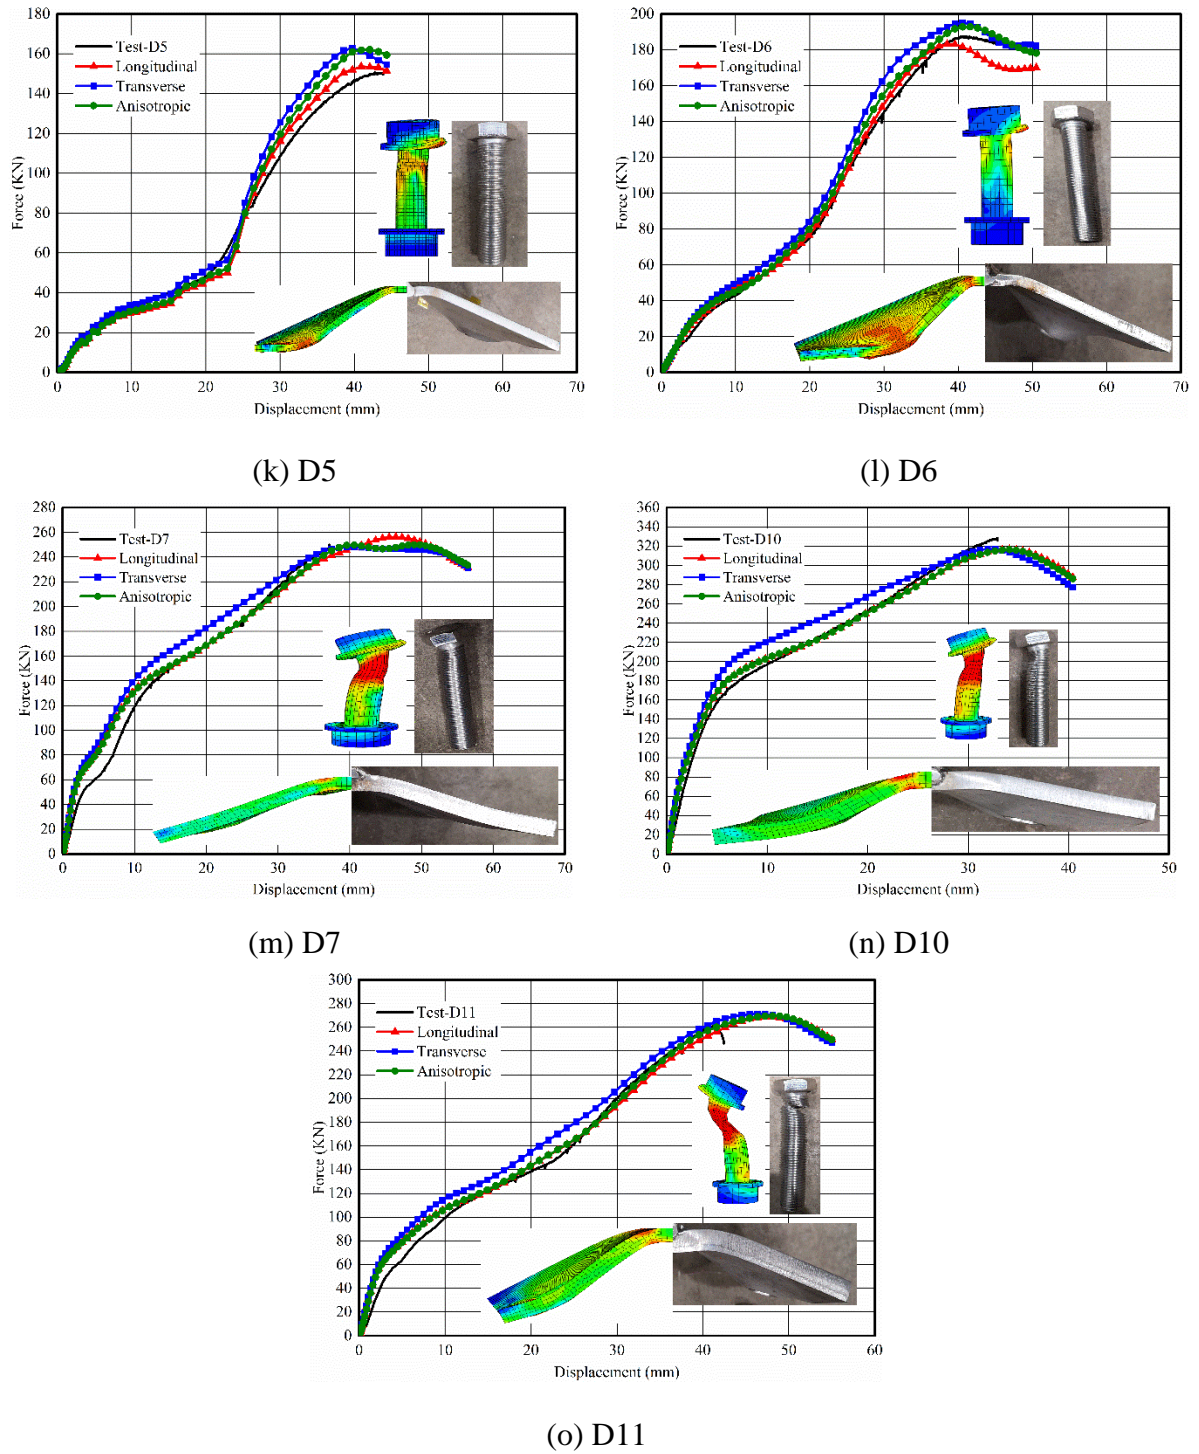 180
160
140
120
100
80
60
40
20
0
Force (KN)
Test-D5
Longitudinal
Transverse
Anisotropic
0 10 20 30 40 50 60 70
Displacement (mm)
(k) D5
200
180
160
140
120
100
80
60
40
20
0
Force (KN)
Test-D6
Longitudinal
Transverse
Anisotropic
0 10 20 30 40 50 60 70
Displacement (mm)
(l) D6
280
260
240
220
200
180
160
140
120
100
80
60
40
20
0
Force (KN)
Test-D7
Longitudinal
Transverse
Anisotropic
0 10 20 30 40 50 60 70
Displacement (mm)
(m) D7
360
340
320
300
280
260
240
220
200
180
160
140
120
100
80
60
40
20
0
Force (KN)
Test-D10
Longitudinal
Transverse
Anisotropic
0 10 20 30 40 50
Displacement (mm)
(n) D10
300
280
260
240
220
200
180
160
140
120
100
80
60
40
20
0
Force (KN)
Test-D11
Longitudinal
Transverse
Anisotropic
0 10 20 30 40 50 60
Displacement (mm)
(o) D11